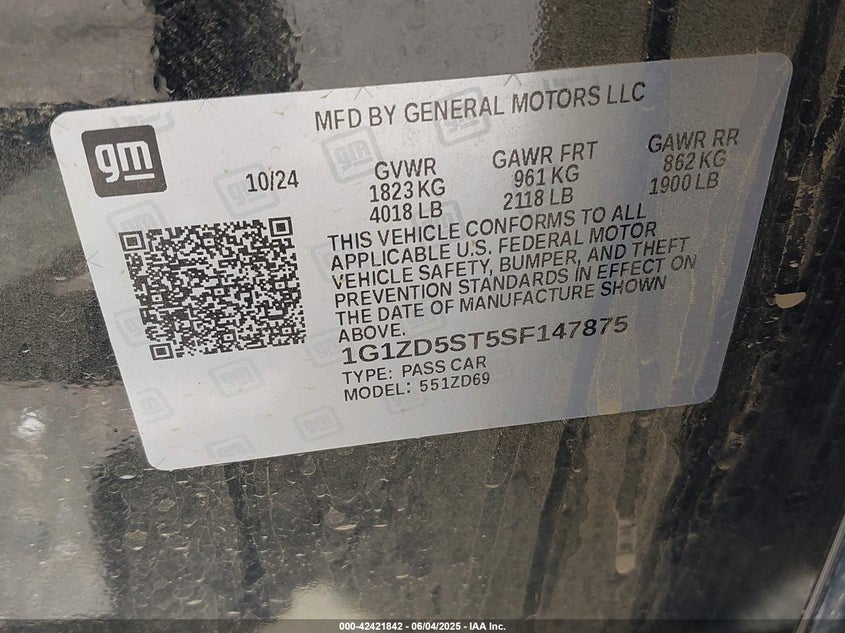 MFD BY GENERAL MOTORS LLC
gm
10/24
GVWR GAWR FRT GAWR RR
1823 KG 961 KG 862 KG
4018 LB 2118 LB 1900 LB
THIS VEHICLE CONFORMS TO ALL
APPLICABLE U.S. FEDERAL MOTOR
VEHICLE SAFETY, BUMPER, AND THEFT
PREVENTION STANDARDS IN EFFECT ON
THE DATE OF MANUFACTURE SHOWN
ABOVE.
1G1ZD5ST5SF147875
TYPE: PASS CAR
MODEL: 551ZD69
000-42421842 - 06/04/2025 - IAA Inc.